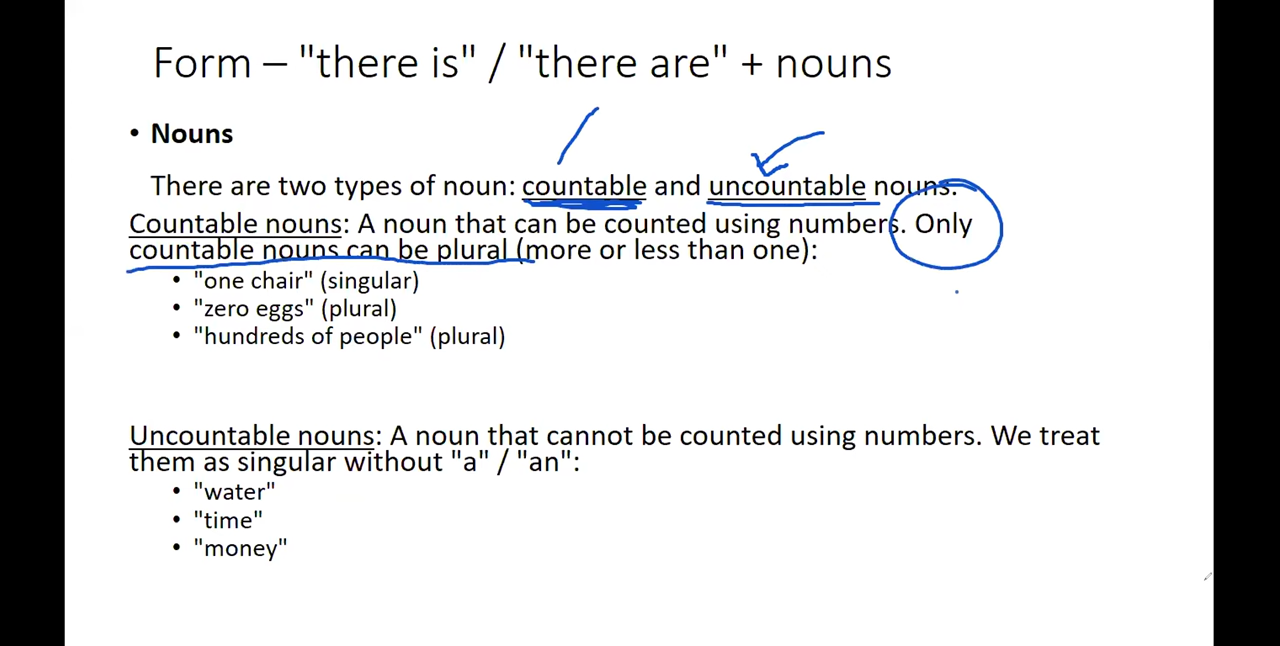 Form – "there is" / "there are" + nouns
• Nouns
There are two types of noun: countable and uncountable nouns.
Countable nouns: A noun that can be counted using numbers. Only
countable nouns can be plural (more or less than one):
• "one chair" (singular)
• "zero eggs" (plural)
• "hundreds of people" (plural)
Uncountable nouns: A noun that cannot be counted using numbers. We treat
them as singular without "a" / "an":
• "water"
• "time"
• "money"